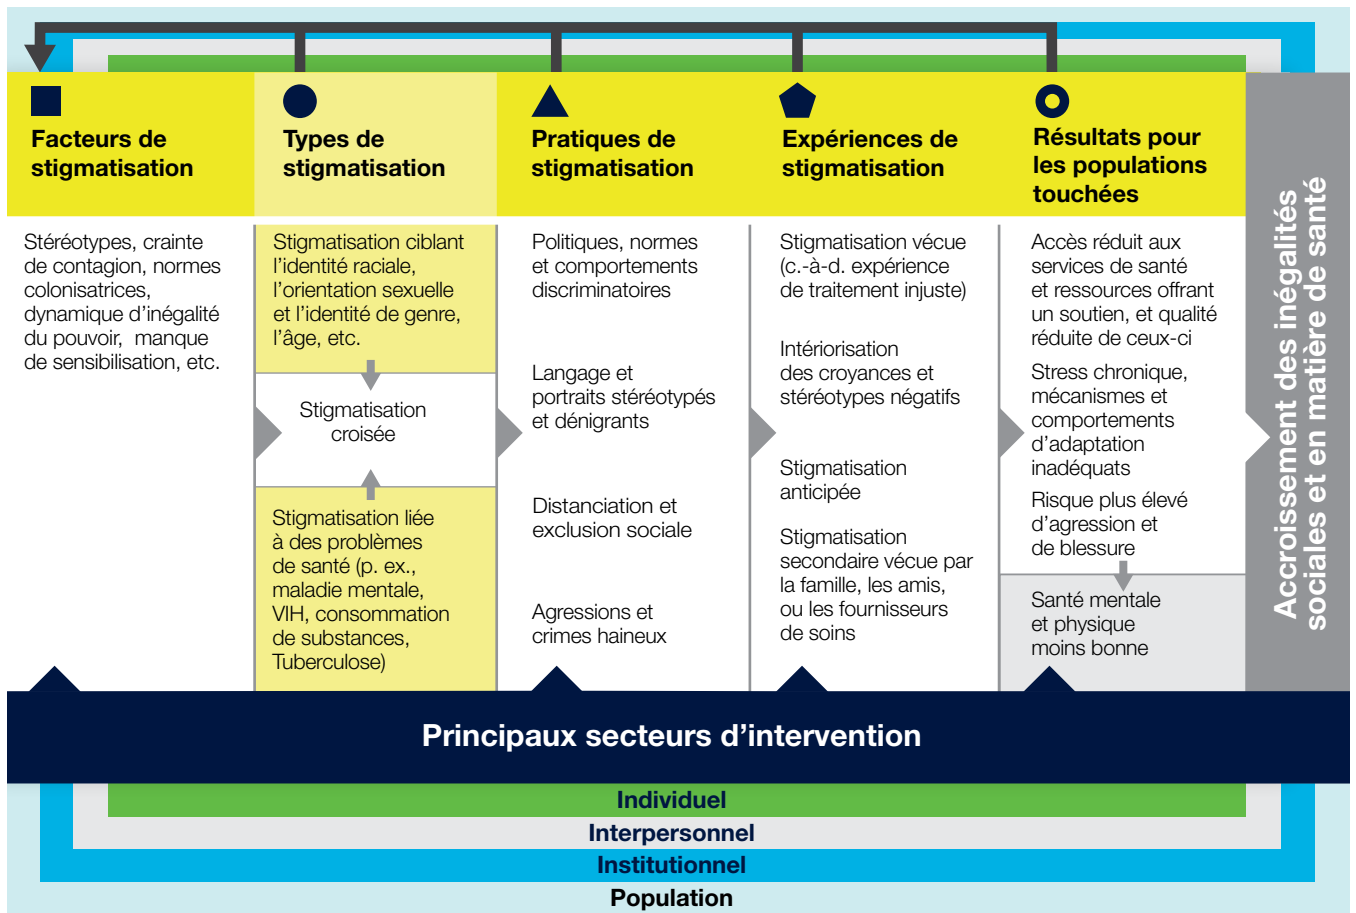 Facteurs de
stigmatisation
Stéréotypes, crainte
de contagion, normes
colonisatrices,
dynamique d’inégalité
du pouvoir, manque
de sensibilisation, etc.
Types de
stigmatisation
Stigmatisation ciblant
l’identité raciale,
l’orientation sexuelle
et l’identité de genre,
l’âge, etc.
Stigmatisation
croisée
Stigmatisation liée
à des problèmes
de santé (p. ex.,
maladie mentale,
VIH, consommation
de substances,
Tuberculose)
Pratiques de
stigmatisation
Politiques, normes
et comportements
discriminatoires
Langage et
portraits stéréotypés
et dénigrants
Distanciation et
exclusion sociale
Agressions et
crimes haineux
Expériences de
stigmatisation
Stigmatisation vécue
(c.-à-d. expérience
de traitement injuste)
Intériorisation
des croyances et
stéréotypes négatifs
Stigmatisation
anticipée
Stigmatisation
secondaire vécue par
la famille, les amis,
ou les fournisseurs
de soins
Résultats pour
les populations
touchées
Accès réduit aux
services de santé
et ressources offrant
un soutien, et qualité
réduite de ceux-ci
Stress chronique,
mécanismes et
comportements
d’adaptation
inadéquats
Risque plus élevé
d’agression et
de blessure
Santé mentale
et physique
moins bonne
Accroissement des inégalités
sociales et en matière de santé
Principaux secteurs d’intervention
Individuel
Interpersonnel
Institutionnel
Population